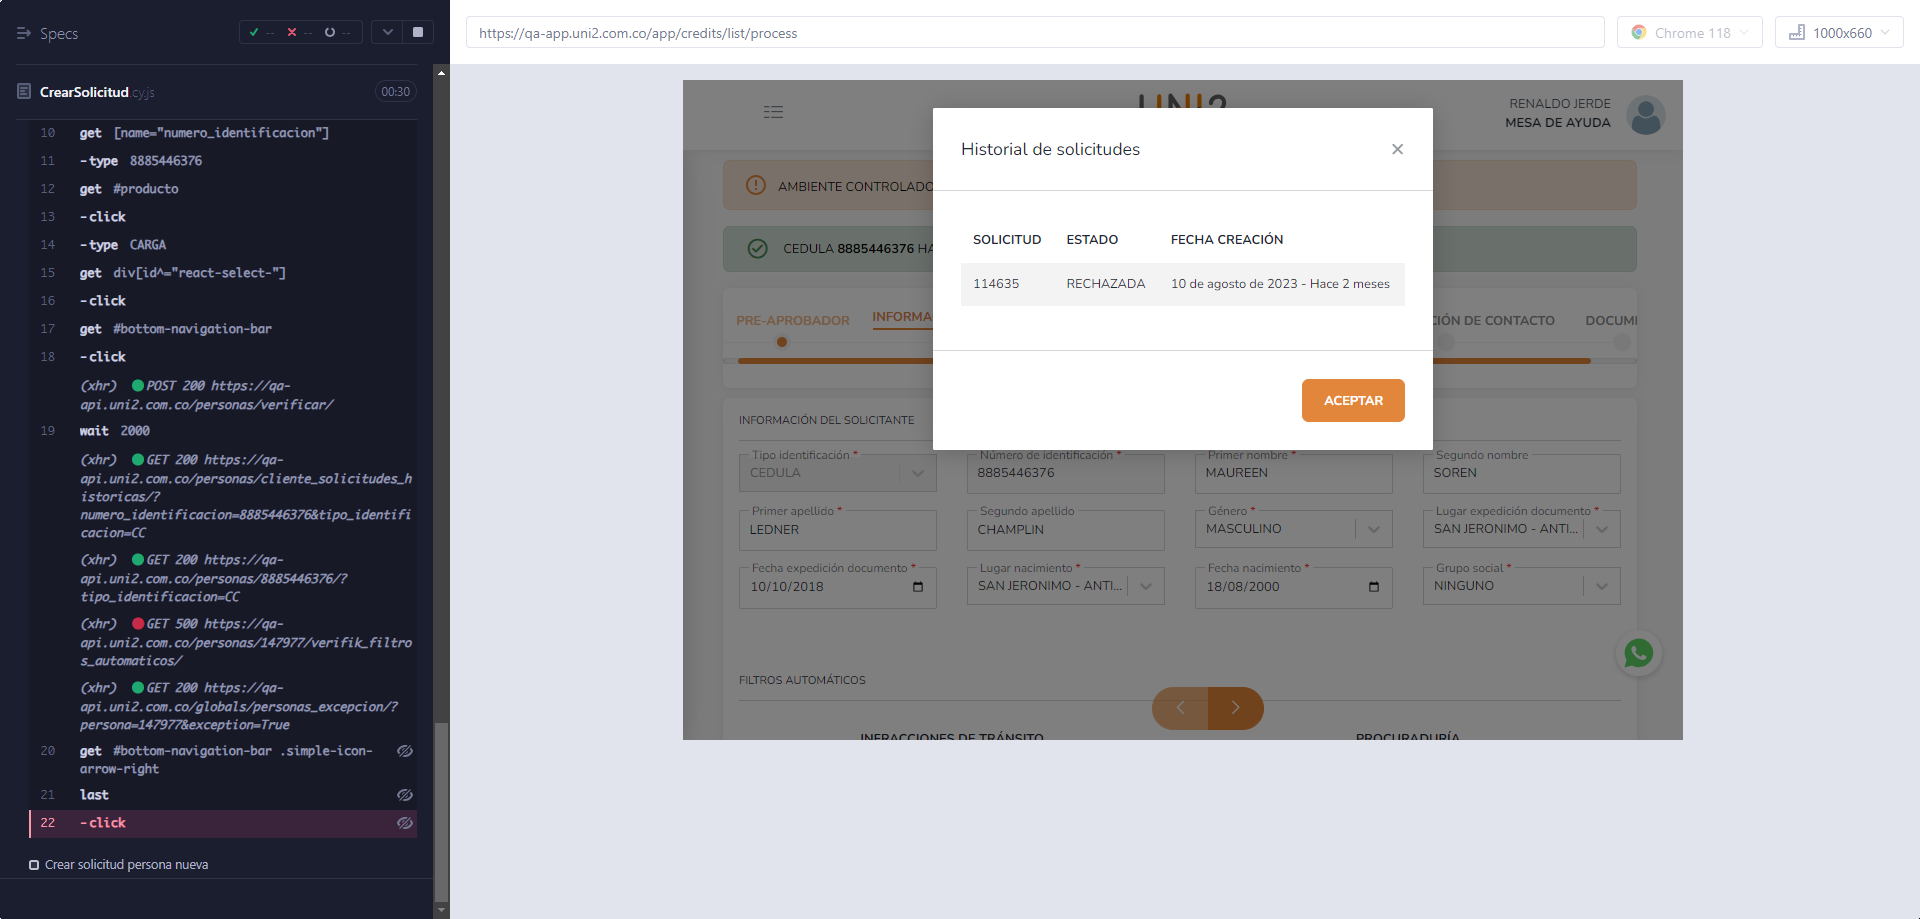 Specs
-- -- --
CrearSolicitud.cy.js
00:30
10 get [name="numero_identificacion"]
11 -type 8885446376
12 get #producto
13 -click
14 -type CARGA
15 get div[id^="react-select-"]
16 -click
17 get #bottom-navigation-bar
18 -click
(xhr) POST 200 https://qa-
api.uni2.com.co/personas/verificar/
19 wait 2000
(xhr) GET 200 https://qa-
api.uni2.com.co/personas/cliente_solicitudes_h
istoricas/?
numero_identificacion=8885446376&tipo_identifi
cacion=CC
(xhr) GET 200 https://qa-
api.uni2.com.co/personas/8885446376/?
tipo_identificacion=CC
(xhr) GET 500 https://qa-
api.uni2.com.co/personas/147977/verifik_filtro
s_automaticos/
(xhr) GET 200 https://qa-
api.uni2.com.co/globals/personas_excepcion/?
persona=147977&exception=True
20 get #bottom-navigation-bar .simple-icon-
arrow-right
21 last
22 -click
Crear solicitud persona nueva
https://qa-app.uni2.com.co/app/credits/list/process
Chrome 118
1000x660
UNI2
RENALDO JERDE
MESA DE AYUDA
AMBIENTE CONTROLADO
CEDULA 8885446376 HA
Historial de solicitudes
×
SOLICITUD ESTADO FECHA CREACIÓN
114635 RECHAZADA 10 de agosto de 2023 - Hace 2 meses
ACEPTAR
PRE-APROBADOR INFORMA CIÓN DE CONTACTO DOCUMI
INFORMACIÓN DEL SOLICITANTE
Tipo identificación * Número de identificación * Primer nombre * Segundo nombre
CEDULA 8885446376 MAUREEN SOREN
Primer apellido * Segundo apellido Género * Lugar expedición documento *
LEDNER CHAMPLIN MASCULINO SAN JERONIMO - ANTI...
Fecha expedición documento * Lugar nacimiento * Fecha nacimiento * Grupo social *
10/10/2018 SAN JERONIMO - ANTI... 18/08/2000 NINGUNO
FILTROS AUTOMÁTICOS
INFRACCIONES DE TRÁNSITO PROCURADURÍA